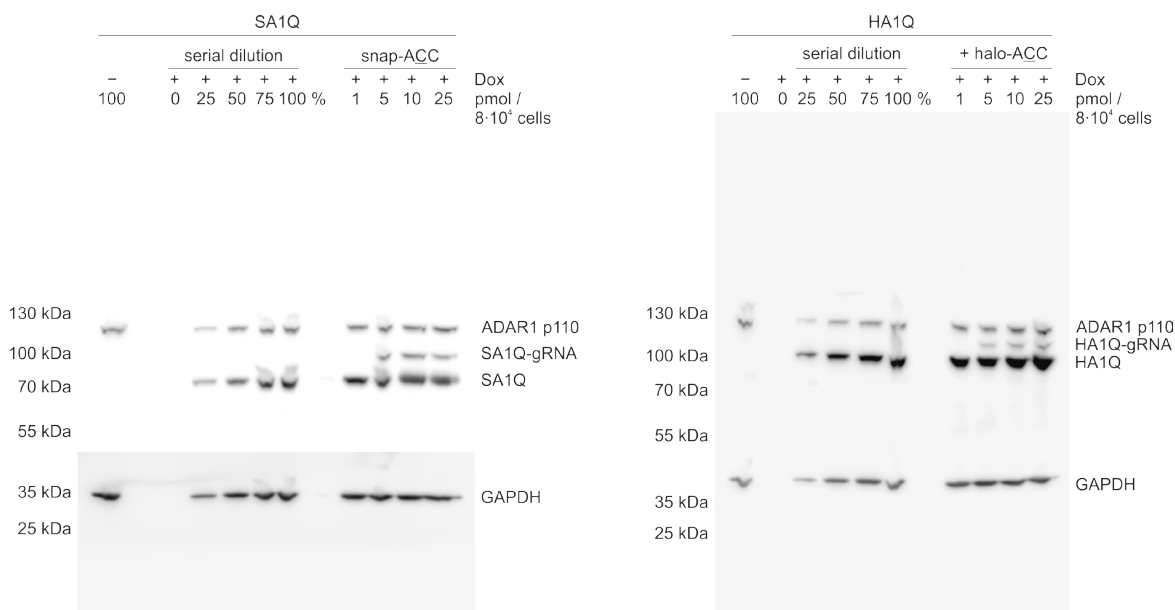 SA1Q
serial dilution snap-ACC
– + + + + + + + + + Dox
100 0 25 50 75 100 % 1 5 10 25 pmol /
8·10⁴ cells
130 kDa
100 kDa
70 kDa
55 kDa
35 kDa
25 kDa
ADAR1 p110
SA1Q-gRNA
SA1Q
GAPDH
HA1Q
serial dilution + halo-ACC
– + + + + + + + + + Dox
100 0 25 50 75 100 % 1 5 10 25 pmol /
8·10⁴ cells
130 kDa
100 kDa
70 kDa
55 kDa
35 kDa
25 kDa
ADAR1 p110
HA1Q-gRNA
HA1Q
GAPDH